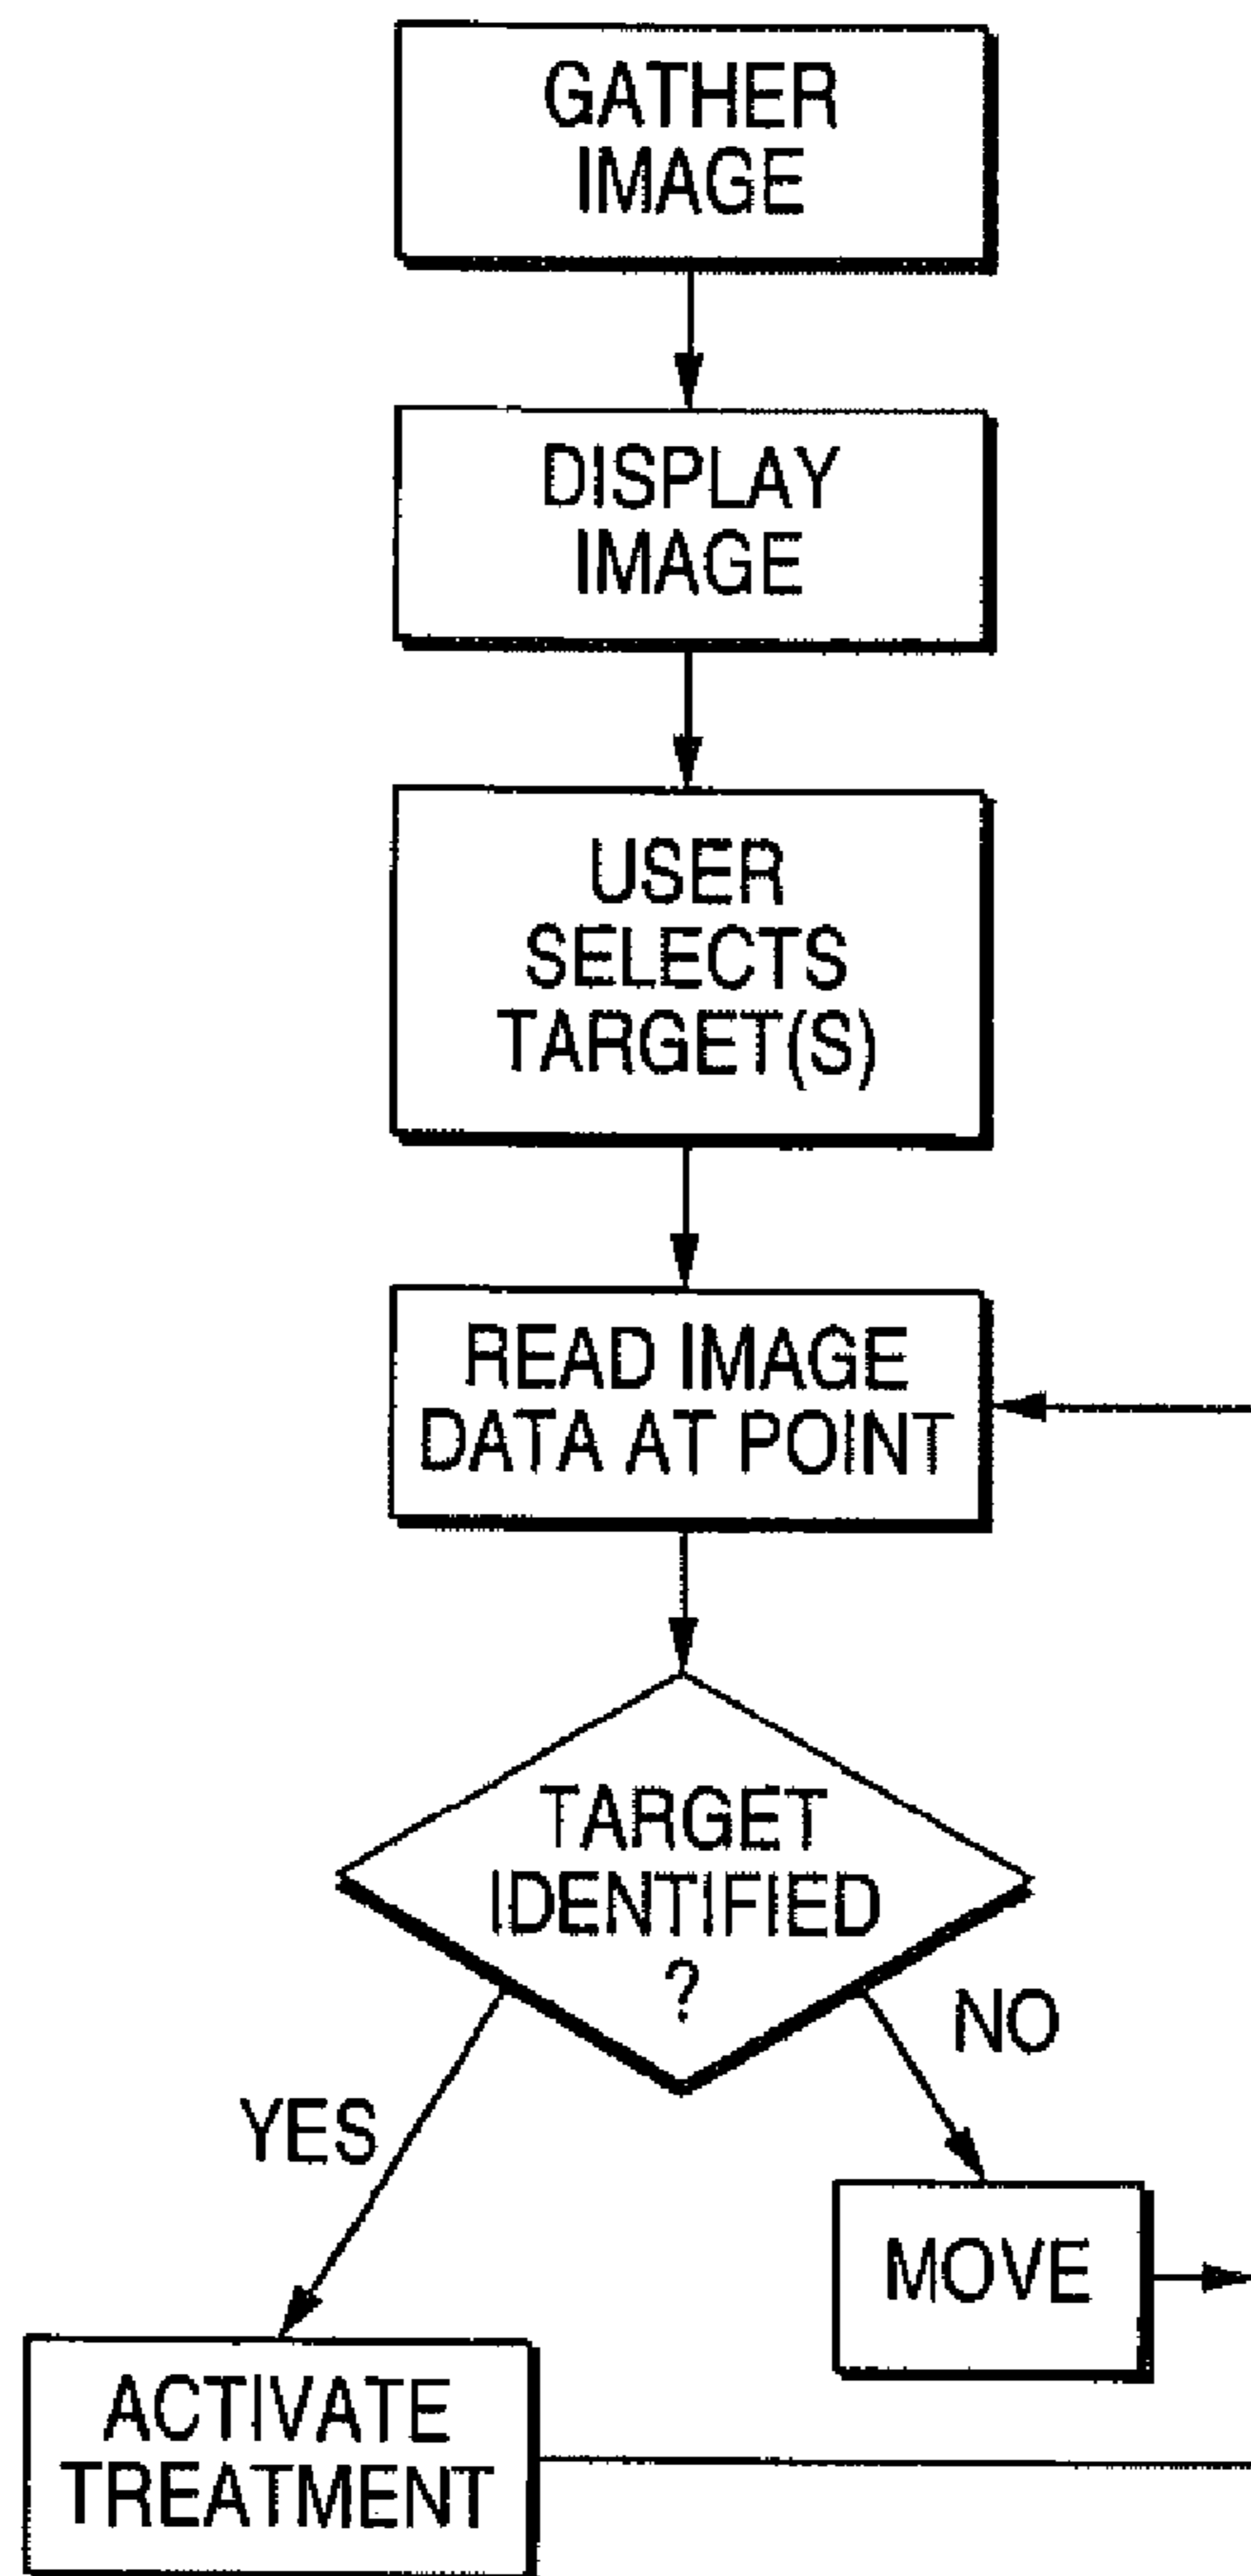 GATHER
IMAGE
DISPLAY
IMAGE
USER
SELECTS
TARGET(S)
READ IMAGE
DATA AT POINT
TARGET
IDENTIFIED
?
NO
YES
MOVE
ACTIVATE
TREATMENT